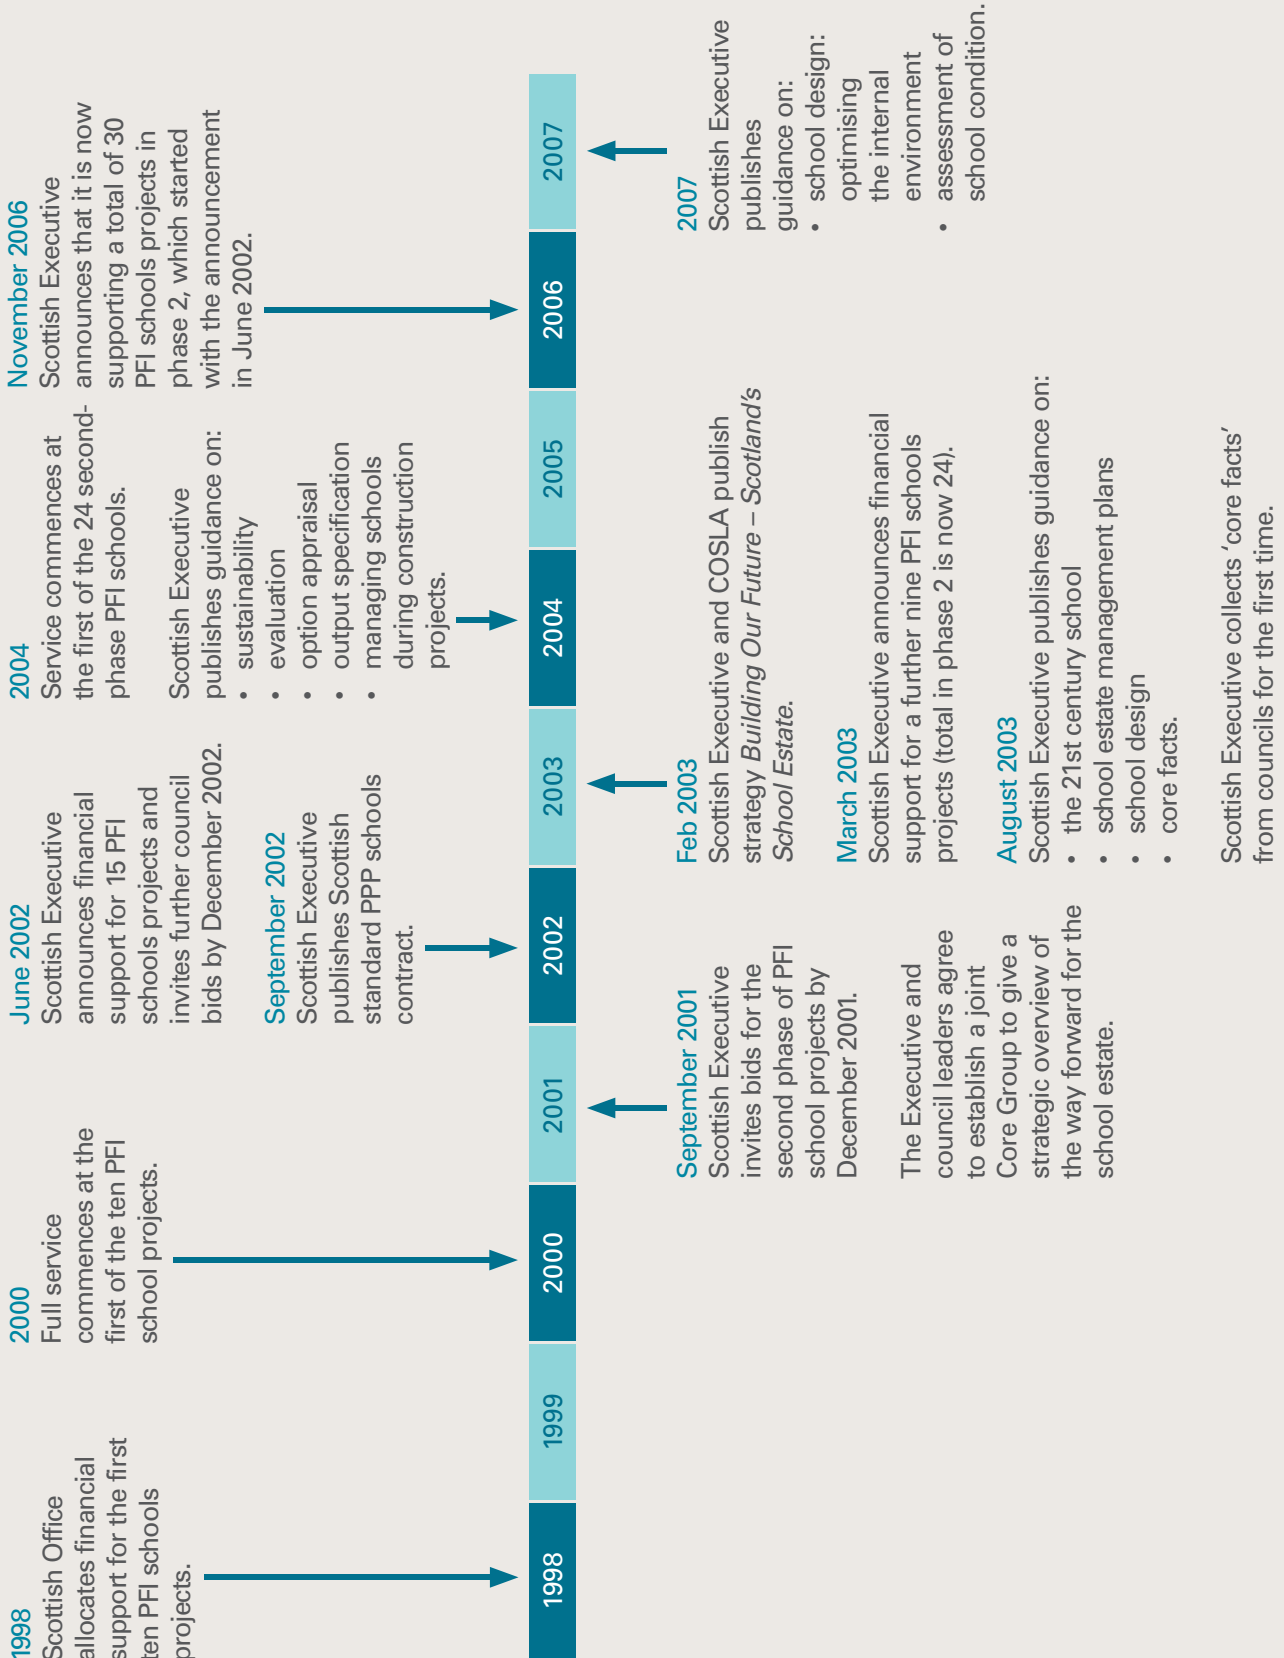 1998
Scottish Office
allocates financial
support for the first
ten PFI schools
projects.
2000
Full service
commences at the
first of the ten PFI
school projects.
June 2002
Scottish Executive
announces financial
support for 15 PFI
schools projects and
invites further council
bids by December 2002.
September 2002
Scottish Executive
publishes Scottish
standard PPP schools
contract.
2004
Service commences at
the first of the 24 second-
phase PFI schools.
Scottish Executive
publishes guidance on:
• sustainability
• evaluation
• option appraisal
• output specification
• managing schools
during construction
projects.
November 2006
Scottish Executive
announces that it is now
supporting a total of 30
PFI schools projects in
phase 2, which started
with the announcement
in June 2002.
1998 1999 2000 2001 2002 2003 2004 2005 2006 2007
September 2001
Scottish Executive
invites bids for the
second phase of PFI
school projects by
December 2001.
The Executive and
council leaders agree
to establish a joint
Core Group to give a
strategic overview of
the way forward for the
school estate.
Feb 2003
Scottish Executive and COSLA publish
strategy Building Our Future – Scotland's
School Estate.
March 2003
Scottish Executive announces financial
support for a further nine PFI schools
projects (total in phase 2 is now 24).
August 2003
Scottish Executive publishes guidance on:
• the 21st century school
• school estate management plans
• school design
• core facts.
Scottish Executive collects 'core facts'
from councils for the first time.
2007
Scottish Executive
publishes
guidance on:
• school design:
optimising
the internal
environment
• assessment of
school condition.